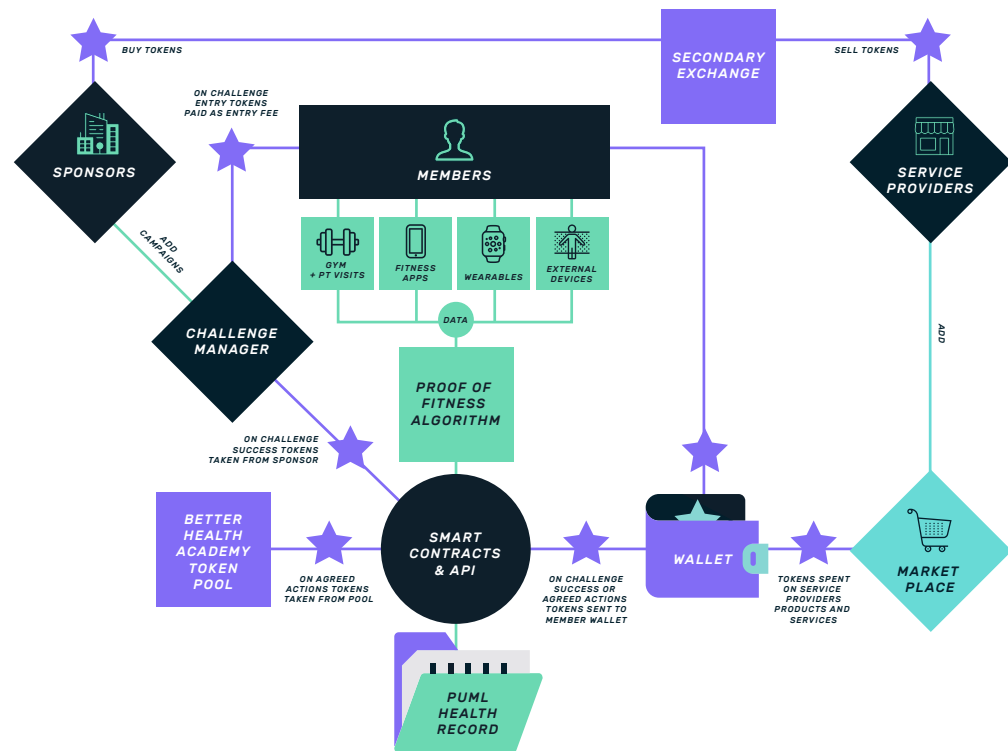 BUY TOKENS
SECONDARY
EXCHANGE
SELL TOKENS
ON CHALLENGE
ENTRY TOKENS
PAID AS ENTRY FEE
SPONSORS
MEMBERS
SERVICE
PROVIDERS
ADD
CAMPAIGNS
GYM
+ PT VISITS
FITNESS
APPS
WEARABLES
EXTERNAL
DEVICES
DATA
CHALLENGE
MANAGER
ADD
PROOF OF
FITNESS
ALGORITHM
ON CHALLENGE
SUCCESS TOKENS
TAKEN FROM SPONSOR
BETTER
HEALTH
ACADEMY
TOKEN
POOL
ON AGREED
ACTIONS TOKENS
TAKEN FROM POOL
SMART
CONTRACTS
& API
ON CHALLENGE
SUCCESS OR
AGREED ACTIONS
TOKENS SENT TO
MEMBER WALLET
WALLET
TOKENS SPENT
ON SERVICE
PROVIDERS
PRODUCTS AND
SERVICES
MARKET
PLACE
PUML
HEALTH
RECORD